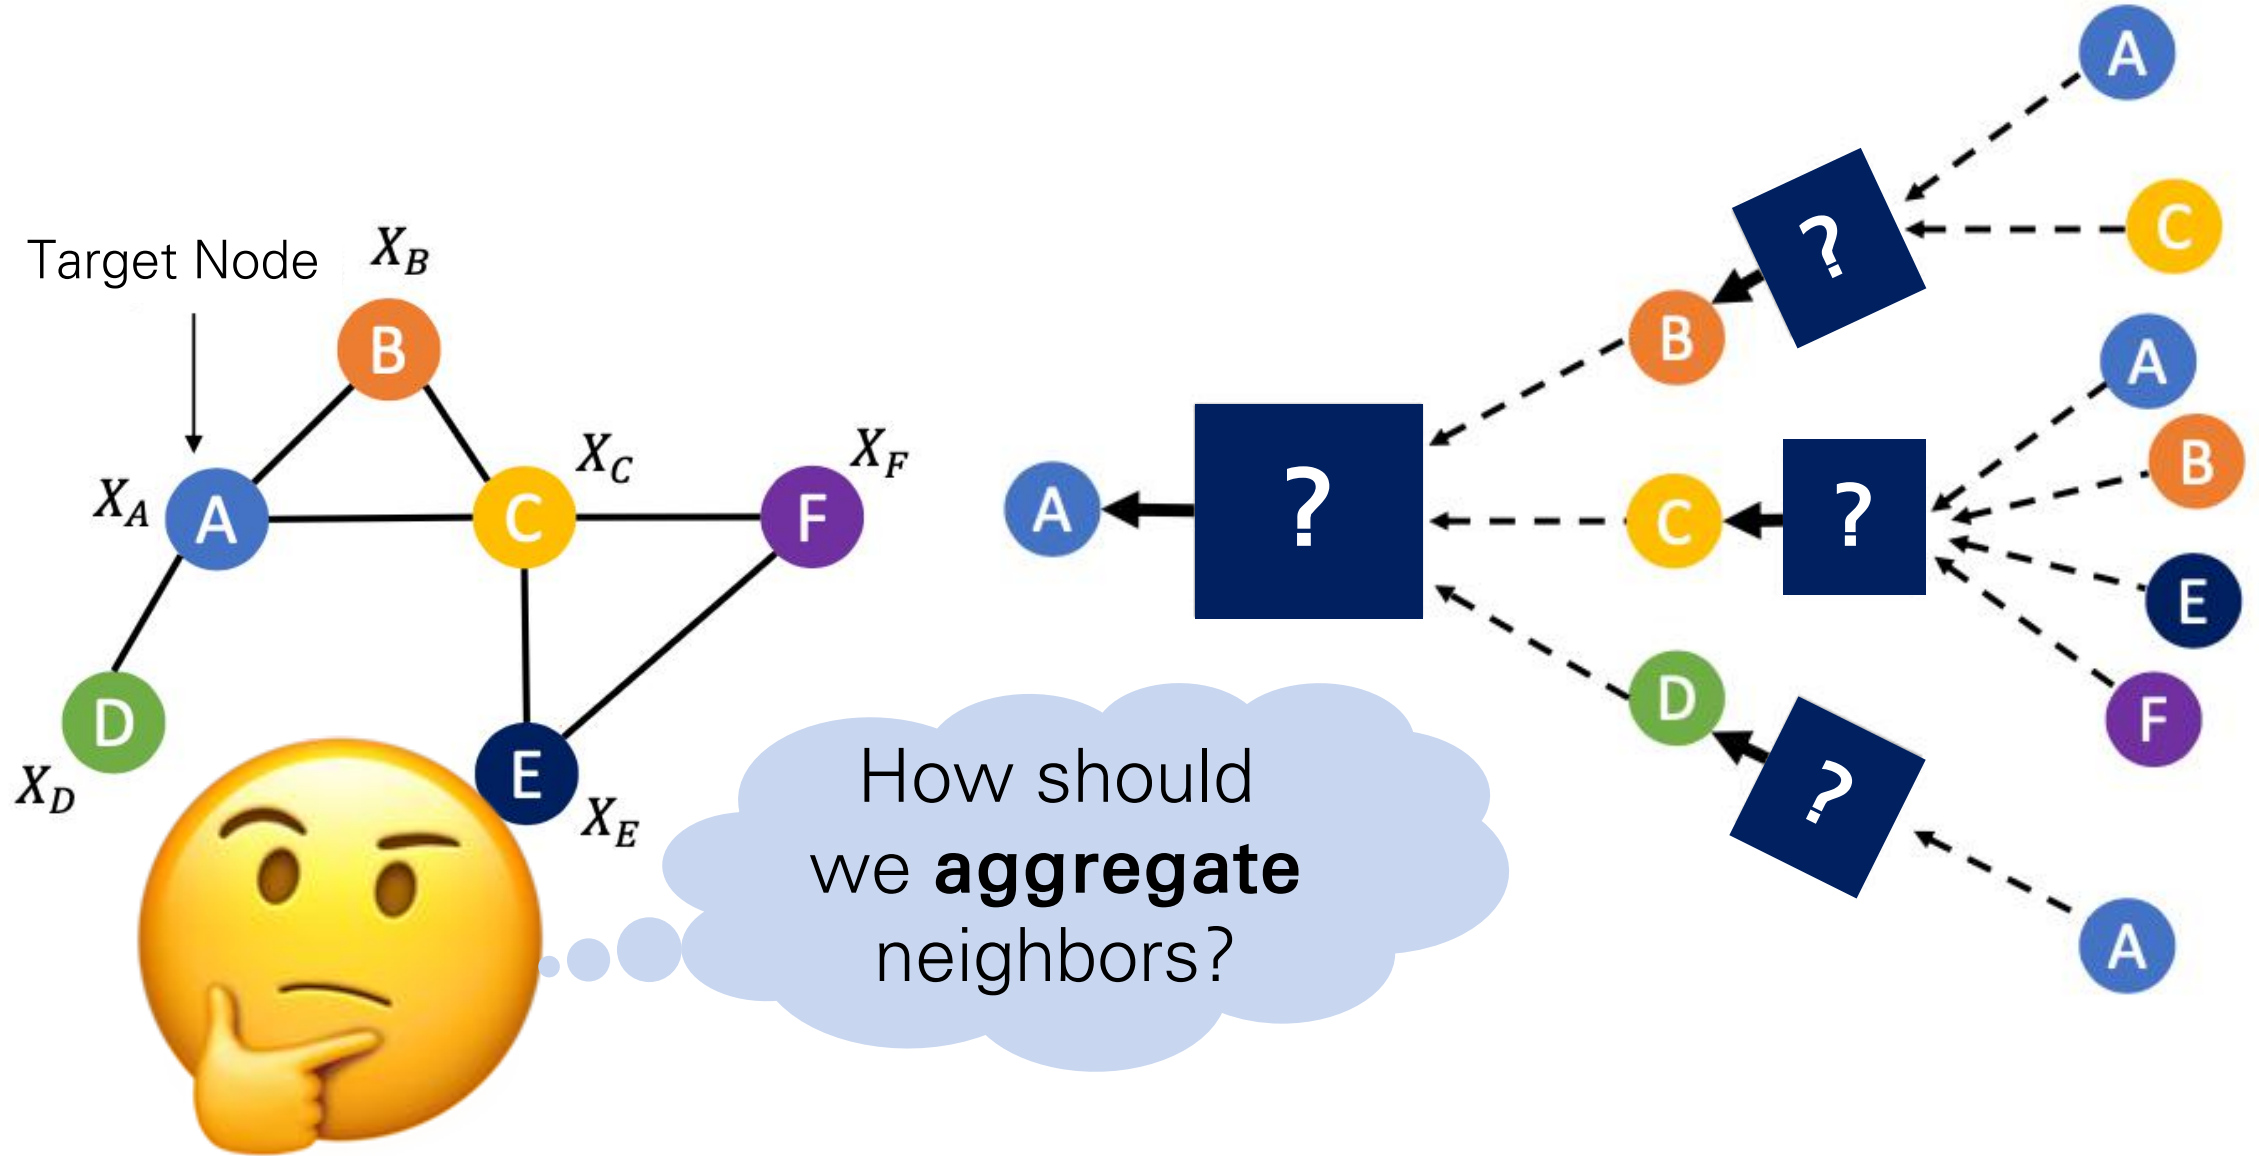 Target Node
X_B
B
X_C
X_F
X_A
A
C
F
D
X_D
E
X_E
How should
we aggregate
neighbors?
A
?
B
C
D
?
?
?
A
C
A
B
E
F
A